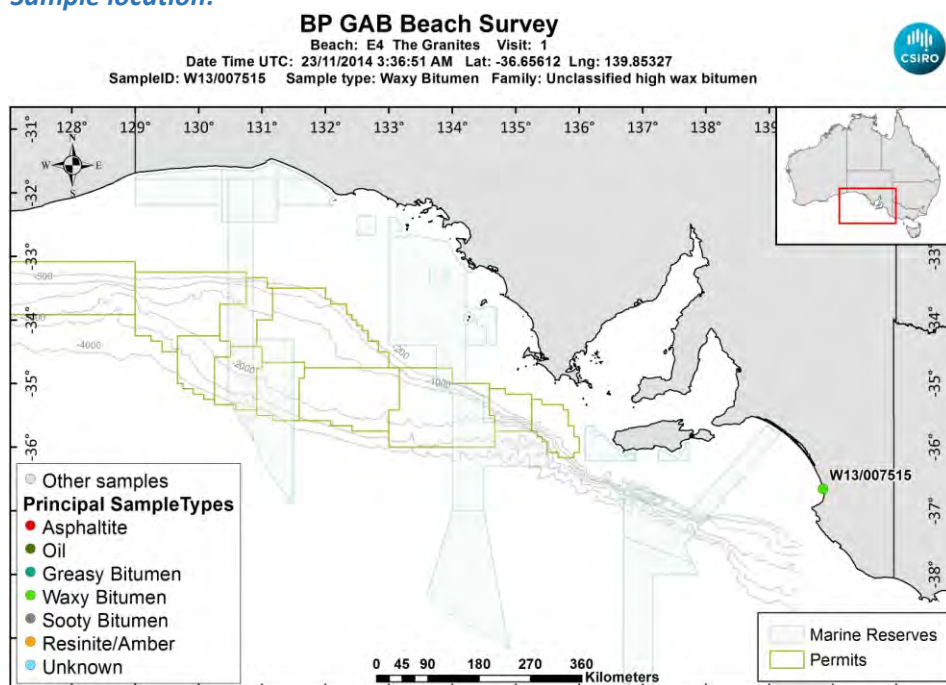 Sample location:
BP GAB Beach Survey
Beach: E4 The Granites Visit: 1
Date Time UTC: 23/11/2014 3:36:51 AM Lat: -36.65612 Lng: 139.85327
SampleID: W13/007515 Sample type: Waxy Bitumen Family: Unclassified high wax bitumen
CSIRO
128° 129° 130° 131° 132° 133° 134° 135° 136° 137° 138° 139
-31°
N
W E
S
-32°
-33°
-34° -34°
-200
-4000
-2000
-1000
-35° -35°
-36° -36°
W13/007515
-37°
-38°
Other samples
Principal SampleTypes
Asphaltite
Oil
Greasy Bitumen
Waxy Bitumen
Sooty Bitumen
Resinite/Amber
Unknown
0 45 90 180 270 360
Kilometers
Marine Reserves
Permits